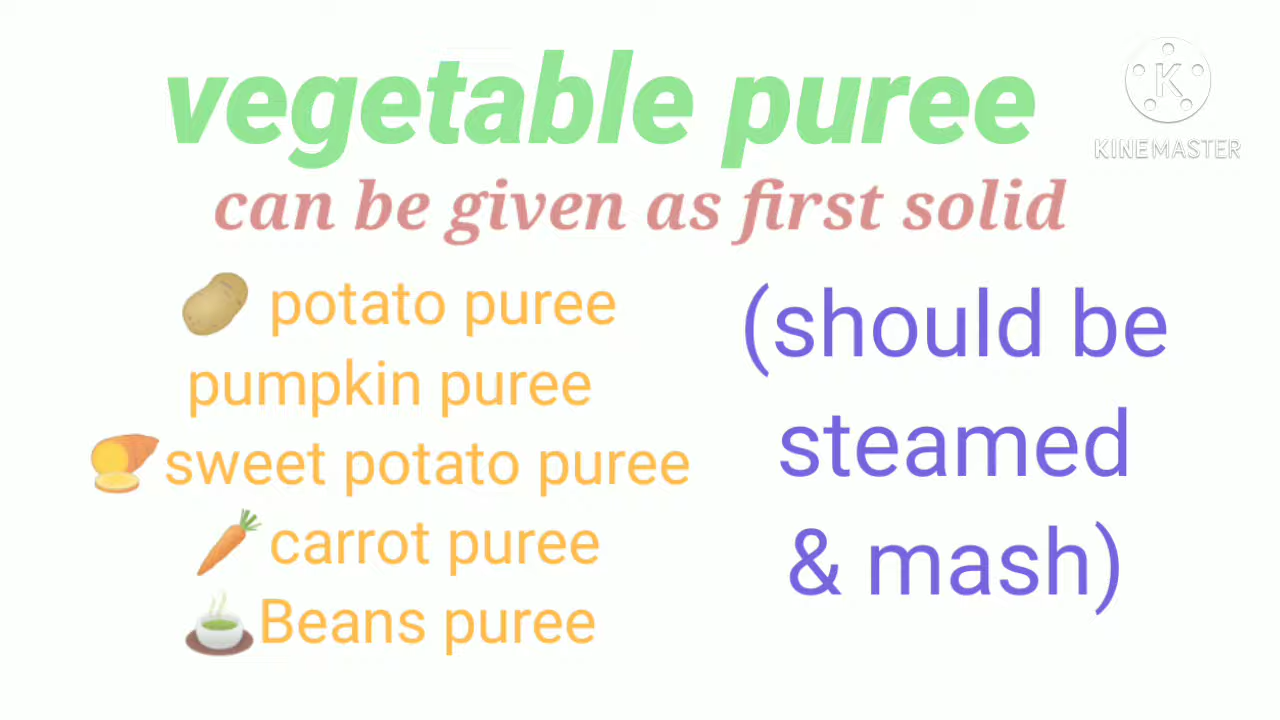 vegetable puree
K
KINEMASTER
can be given as first solid
potato puree
pumpkin puree
sweet potato puree
carrot puree
Beans puree
(should be
steamed
& mash)